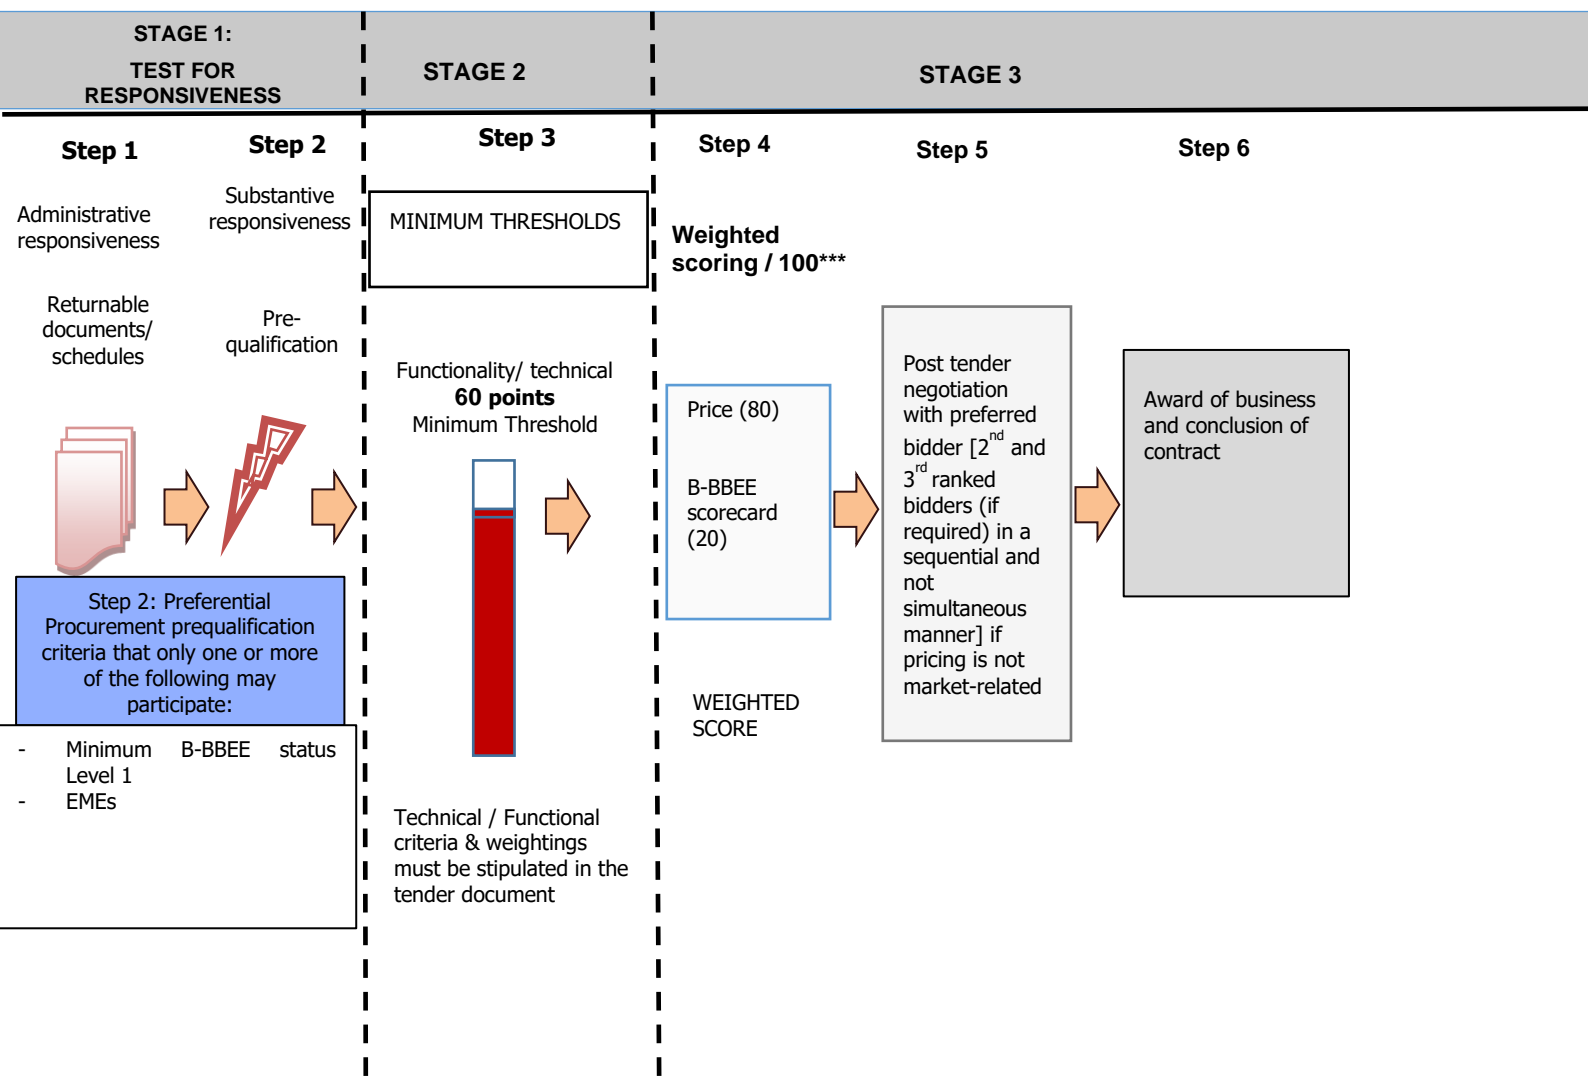 STAGE 1:
TEST FOR
RESPONSIVENESS
STAGE 2
STAGE 3
Step 1
Step 2
Step 3
Step 4
Step 5
Step 6
Administrative
responsiveness
Substantive
responsiveness
MINIMUM THRESHOLDS
Weighted
scoring / 100***
Returnable
documents/
schedules
Pre-
qualification
Functionality/ technical
60 points
Minimum Threshold
Price (80)
B-BBEE
scorecard
(20)
Post tender
negotiation
with preferred
bidder [2nd and
3rd ranked
bidders (if
required) in a
sequential and
not
simultaneous
manner] if
pricing is not
market-related
Award of business
and conclusion of
contract
Step 2: Preferential
Procurement prequalification
criteria that only one or more
of the following may
participate:
- Minimum B-BBEE status
Level 1
- EMEs
WEIGHTED
SCORE
Technical / Functional
criteria & weightings
must be stipulated in the
tender document